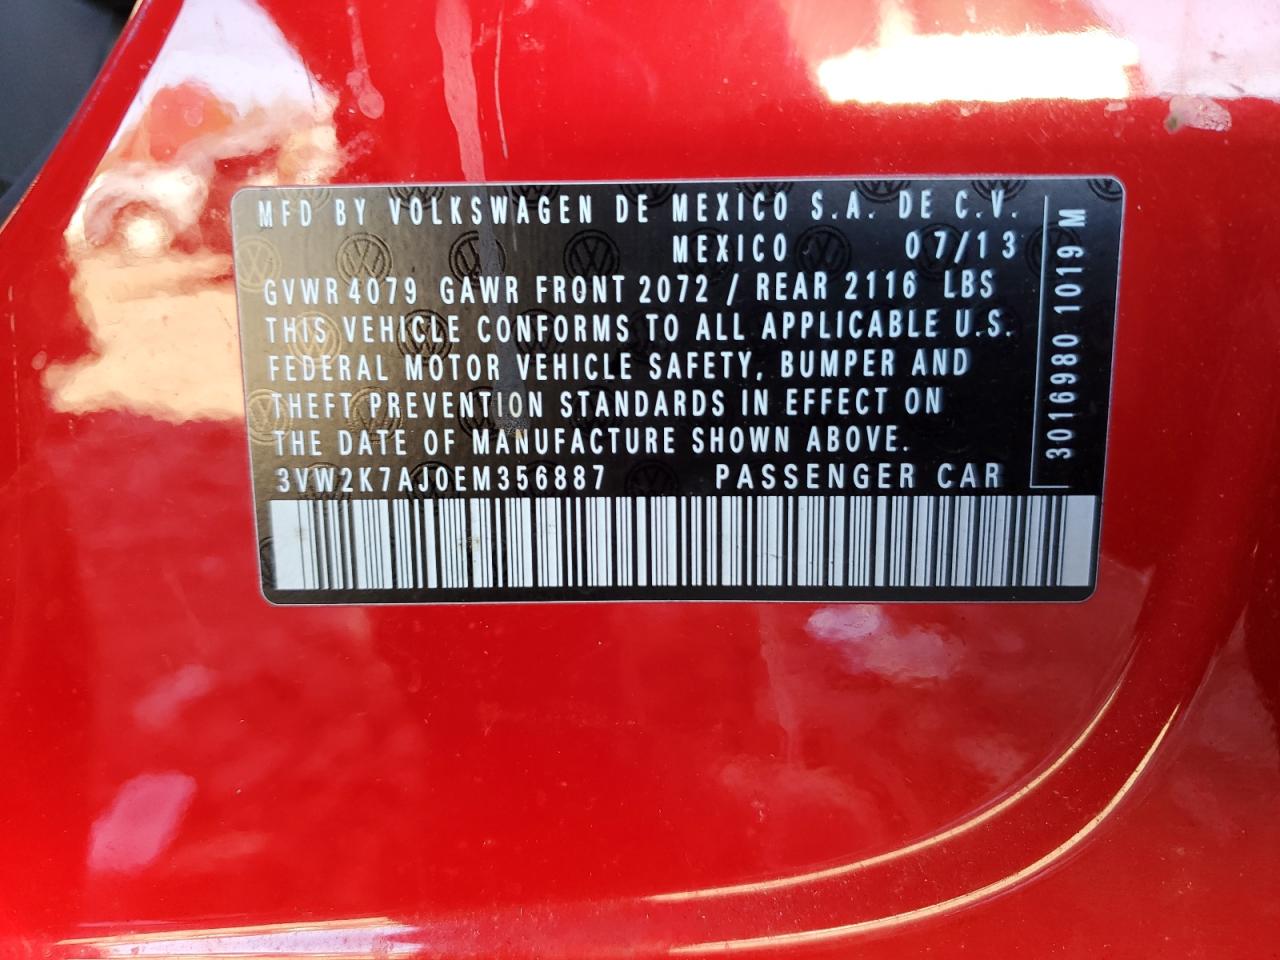 MFD BY VOLKSWAGEN DE MEXICO S.A. DE C.V.
MEXICO 07/13
GVWR 4079 GAWR FRONT 2072 / REAR 2116 LBS
THIS VEHICLE CONFORMS TO ALL APPLICABLE U.S.
FEDERAL MOTOR VEHICLE SAFETY, BUMPER AND
THEFT PREVENTION STANDARDS IN EFFECT ON
THE DATE OF MANUFACTURE SHOWN ABOVE.
3VW2K7AJ0EM356887 PASSENGER CAR
3016980 1019 M